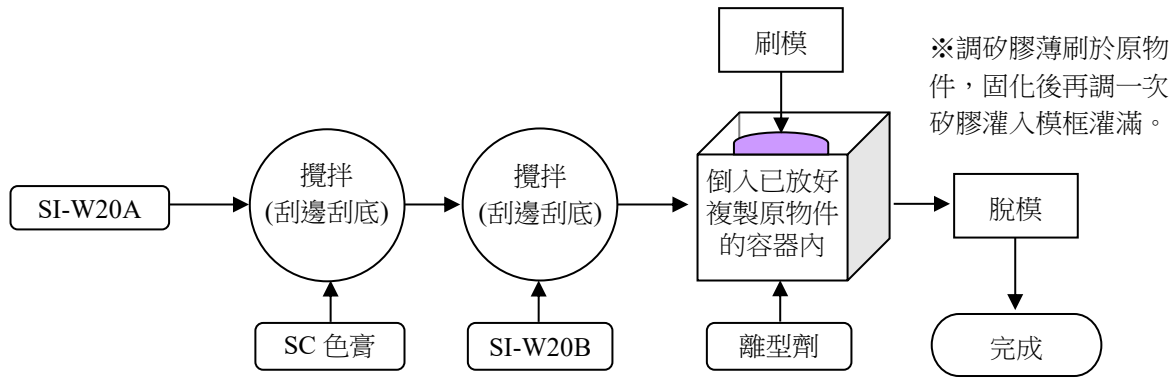 刷模
※調矽膠薄刷於原物
件，固化後再調一次
矽膠灌入模框灌滿。
SI-W20A
攪拌
(刮邊刮底)
攪拌
(刮邊刮底)
倒入已放好
複製原物件
的容器內
脫模
SC 色膏
SI-W20B
離型劑
完成